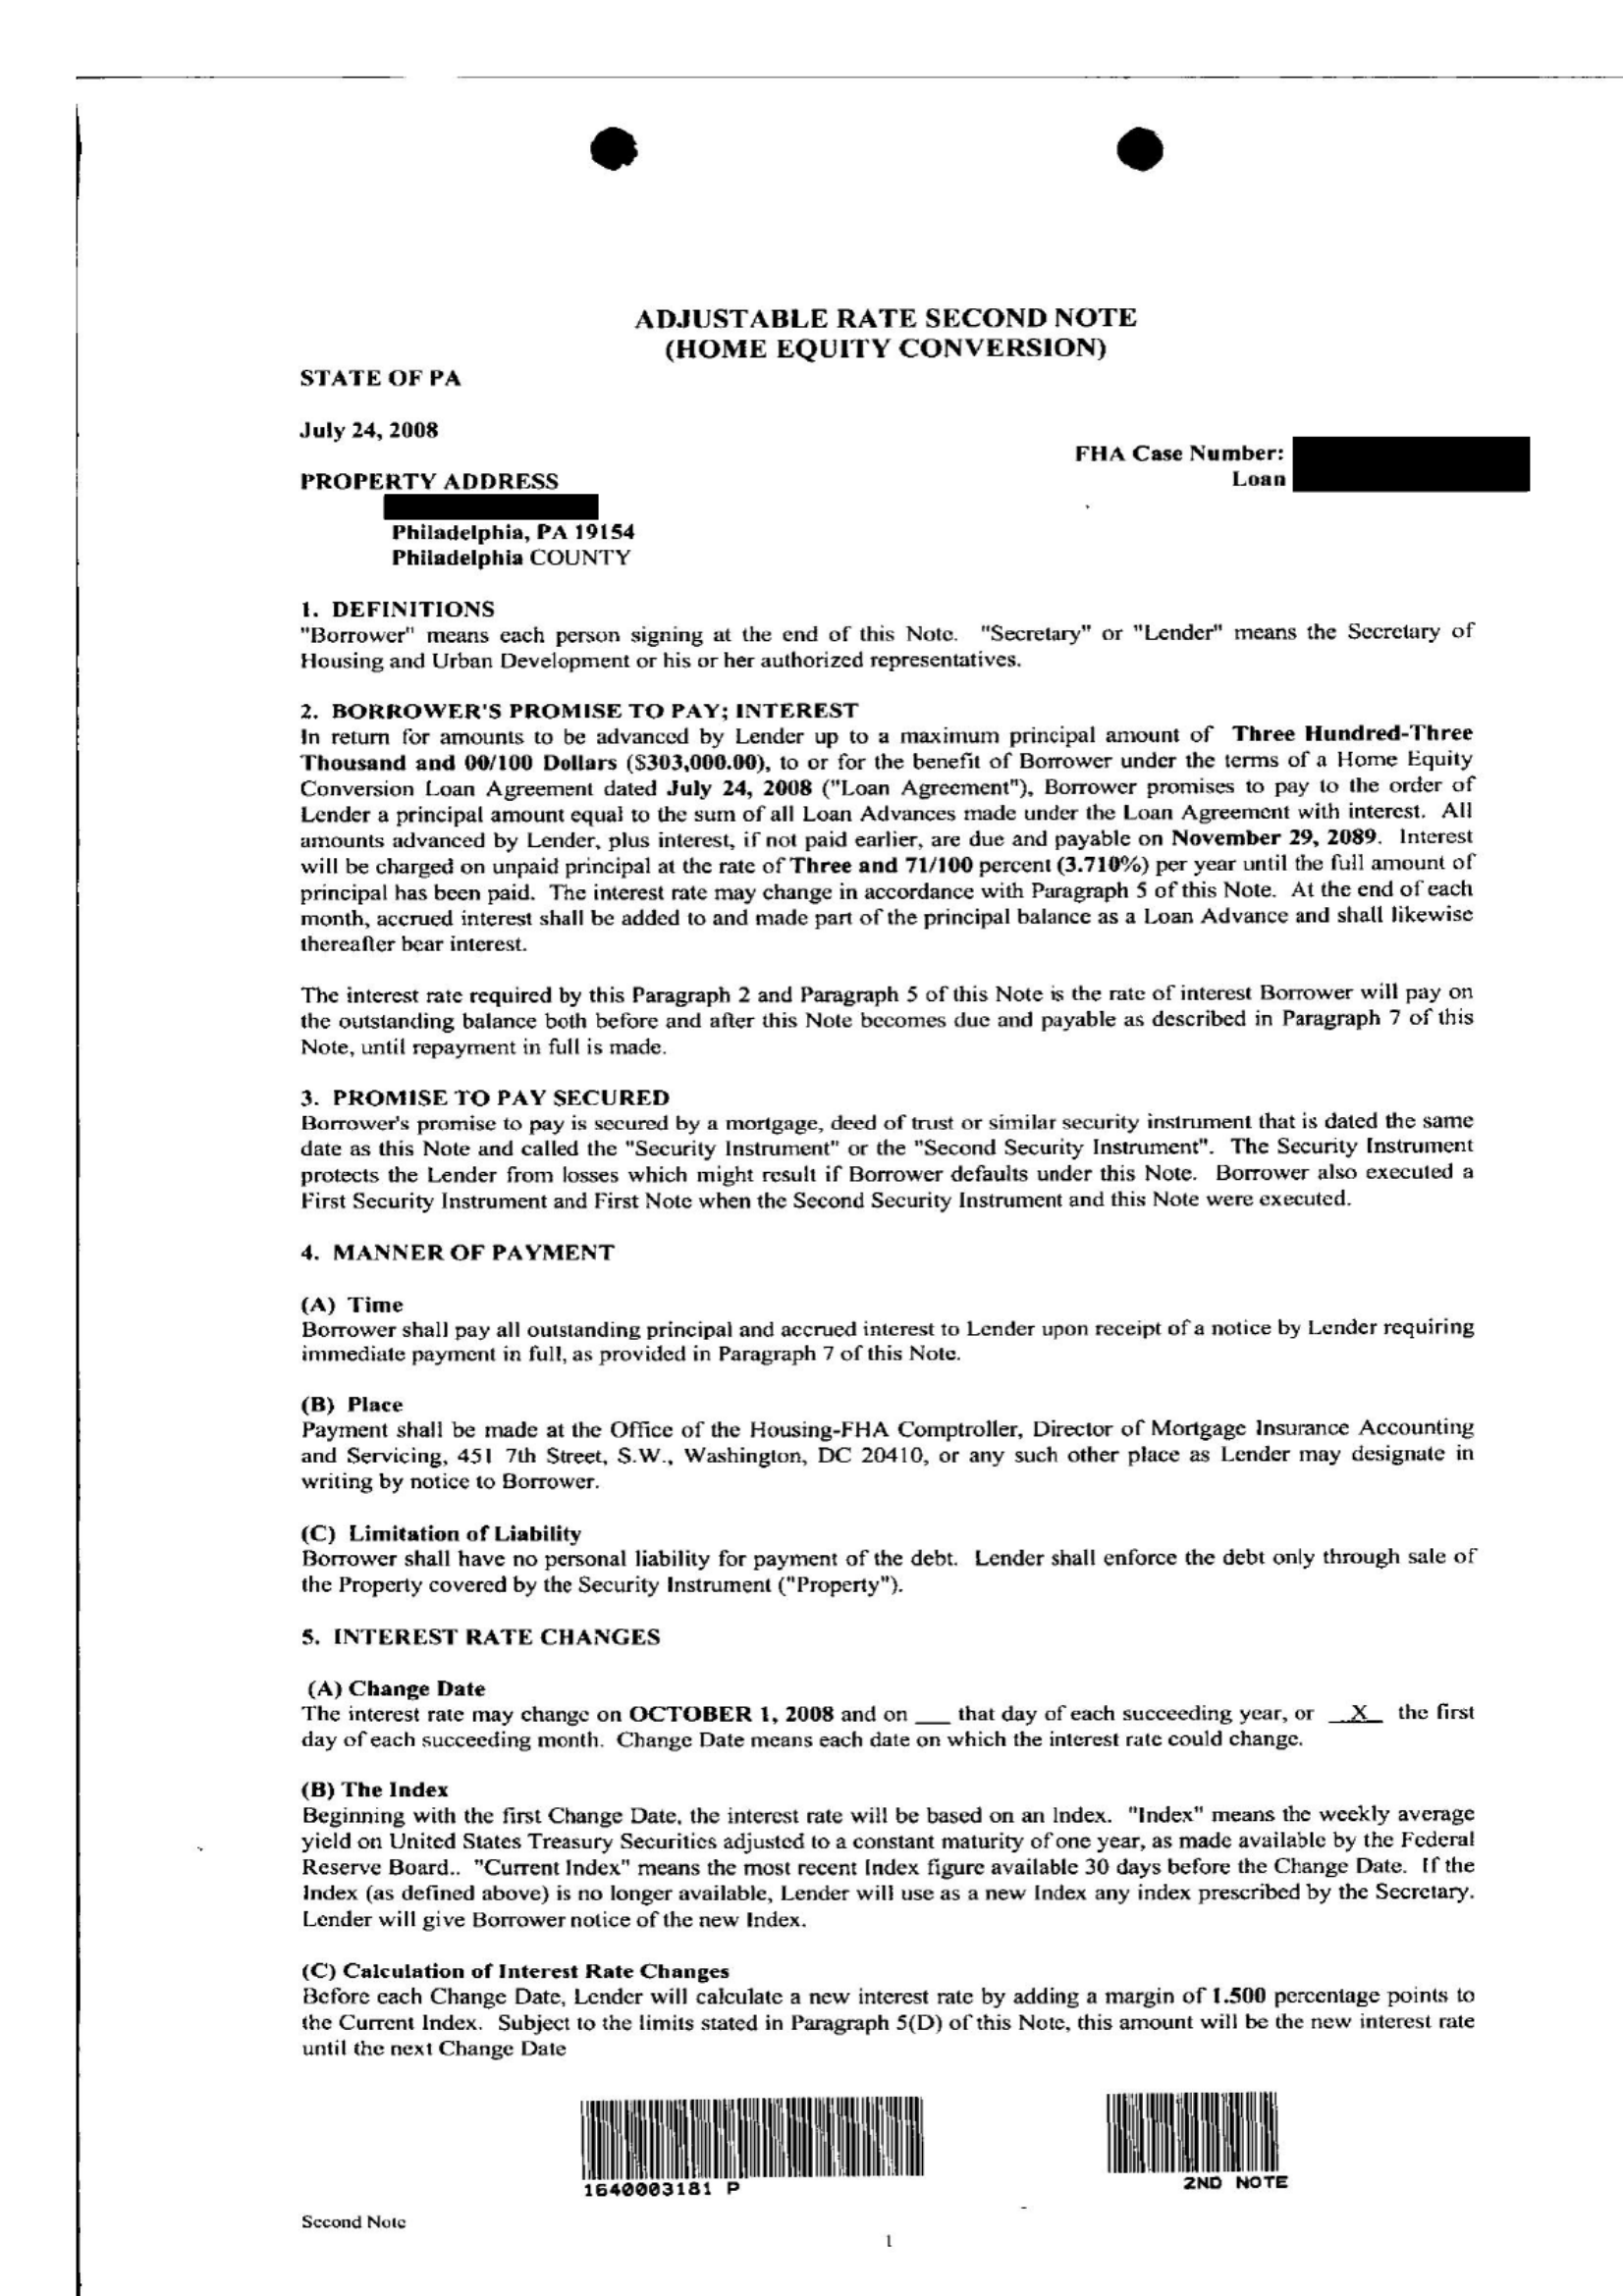 ADJUSTABLE RATE SECOND NOTE
(HOME EQUITY CONVERSION)
STATE OF PA
July 24, 2008
FHA Case Number:
Loan
PROPERTY ADDRESS
Philadelphia, PA 19154
Philadelphia COUNTY
1. DEFINITIONS
"Borrower" means each person signing at the end of this Note. "Secretary" or "Lender" means the Secretary of
Housing and Urban Development or his or her authorized representatives.
2. BORROWER'S PROMISE TO PAY; INTEREST
In return for amounts to be advanced by Lender up to a maximum principal amount of Three Hundred-Three
Thousand and 00/100 Dollars ($303,000.00), to or for the benefit of Borrower under the terms of a Home Equity
Conversion Loan Agreement dated July 24, 2008 ("Loan Agreement"), Borrower promises to pay to the order of
Lender a principal amount equal to the sum of all Loan Advances made under the Loan Agreement with interest. All
amounts advanced by Lender, plus interest, if not paid earlier, are due and payable on November 29, 2089. Interest
will be charged on unpaid principal at the rate of Three and 71/100 percent (3.710%) per year until the full amount of
principal has been paid. The interest rate may change in accordance with Paragraph 5 of this Note. At the end of each
month, accrued interest shall be added to and made part of the principal balance as a Loan Advance and shall likewise
thereafter bear interest.
The interest rate required by this Paragraph 2 and Paragraph 5 of this Note is the rate of interest Borrower will pay on
the outstanding balance both before and after this Note becomes due and payable as described in Paragraph 7 of this
Note, until repayment in full is made.
3. PROMISE TO PAY SECURED
Borrower's promise to pay is secured by a mortgage, deed of trust or similar security instrument that is dated the same
date as this Note and called the "Security Instrument" or the "Second Security Instrument". The Security Instrument
protects the Lender from losses which might result if Borrower defaults under this Note. Borrower also executed a
First Security Instrument and First Note when the Second Security Instrument and this Note were executed.
4. MANNER OF PAYMENT
(A) Time
Borrower shall pay all outstanding principal and accrued interest to Lender upon receipt of a notice by Lender requiring
immediate payment in full, as provided in Paragraph 7 of this Note.
(B) Place
Payment shall be made at the Office of the Housing-FHA Comptroller, Director of Mortgage Insurance Accounting
and Servicing, 451 7th Street, S.W., Washington, DC 20410, or any such other place as Lender may designate in
writing by notice to Borrower.
(C) Limitation of Liability
Borrower shall have no personal liability for payment of the debt. Lender shall enforce the debt only through sale of
the Property covered by the Security Instrument ("Property").
5. INTEREST RATE CHANGES
(A) Change Date
The interest rate may change on OCTOBER 1, 2008 and on ___ that day of each succeeding year, or _X_ the first
day of each succeeding month. Change Date means each date on which the interest rate could change.
(B) The Index
Beginning with the first Change Date, the interest rate will be based on an Index. "Index" means the weekly average
yield on United States Treasury Securities adjusted to a constant maturity of one year, as made available by the Federal
Reserve Board.. "Current Index" means the most recent Index figure available 30 days before the Change Date. If the
Index (as defined above) is no longer available, Lender will use as a new Index any index prescribed by the Secretary.
Lender will give Borrower notice of the new Index.
(C) Calculation of Interest Rate Changes
Before each Change Date, Lender will calculate a new interest rate by adding a margin of 1.500 percentage points to
the Current Index. Subject to the limits stated in Paragraph 5(D) of this Note, this amount will be the new interest rate
until the next Change Date
1640003181 P
2ND NOTE
Second Note
1